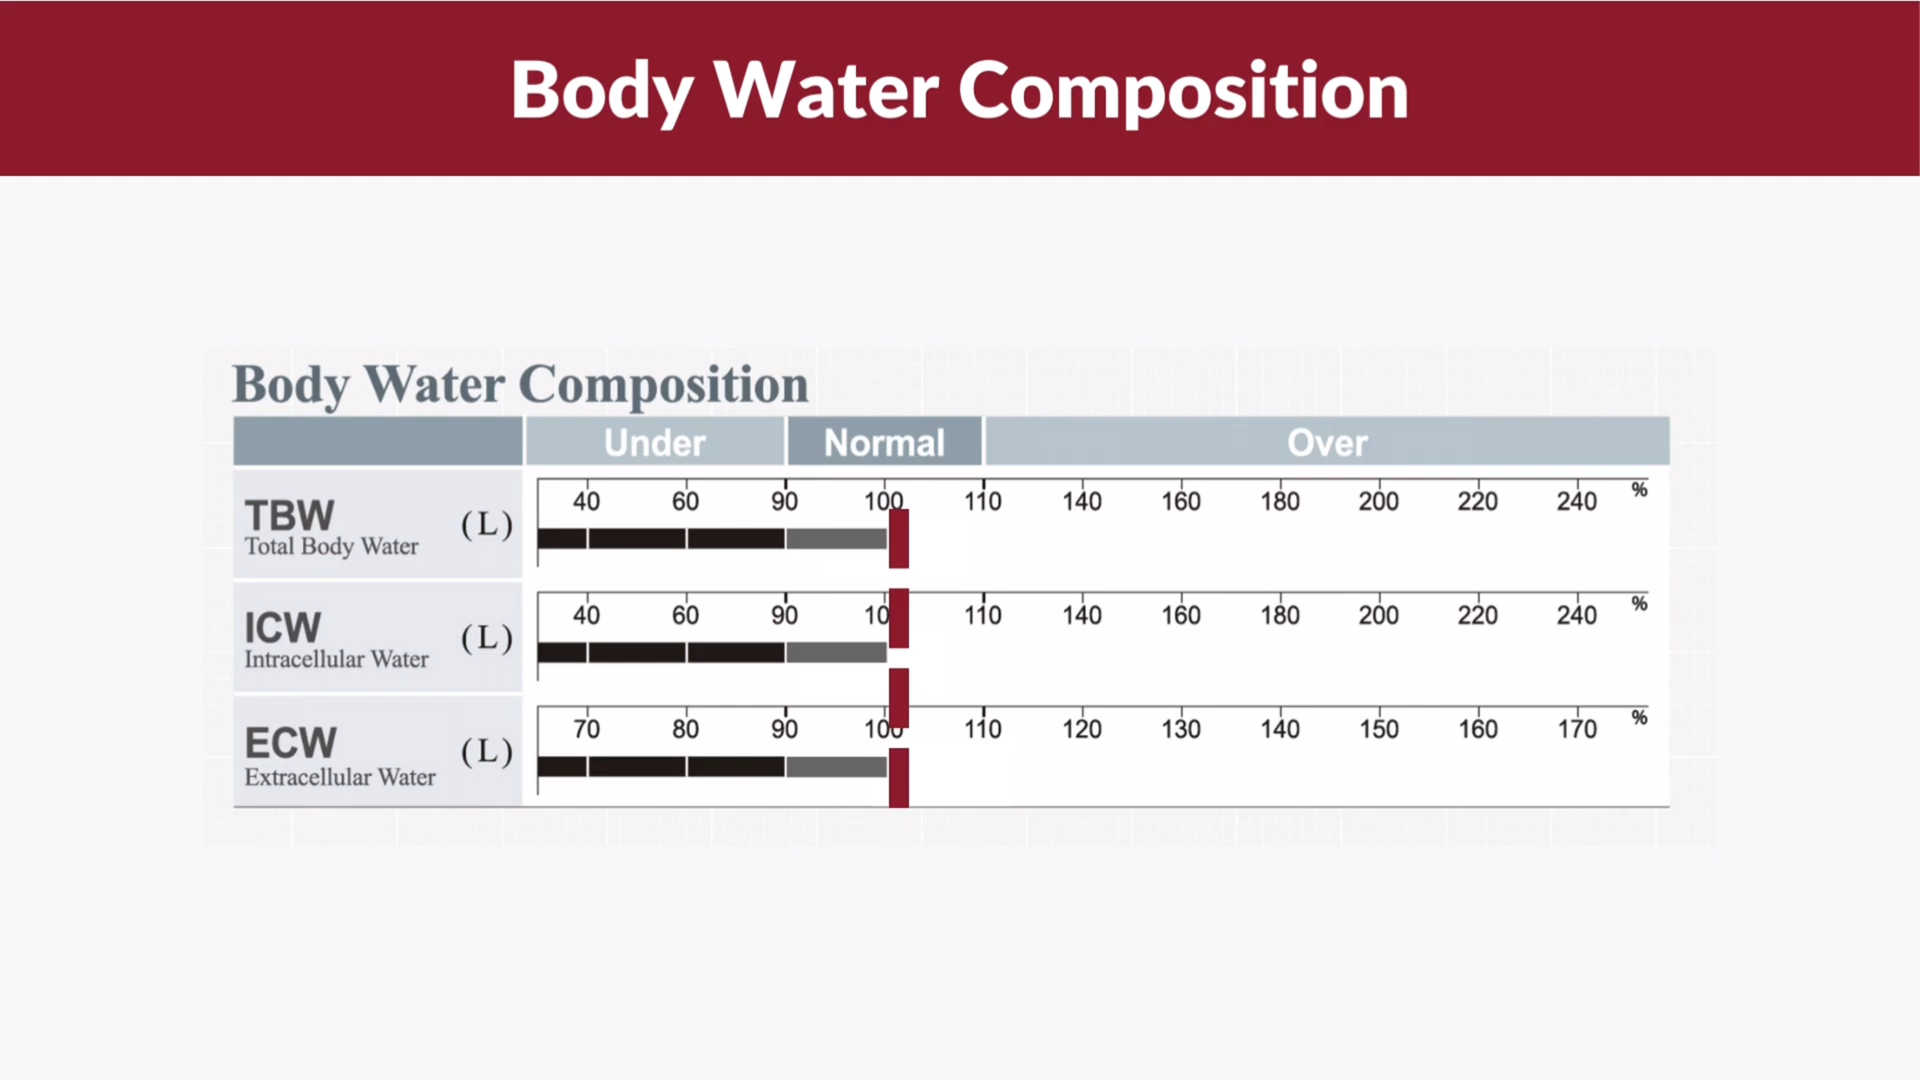 Body Water Composition
Body Water Composition
Under Normal Over
TBW (L) 40 60 90 100 110 140 160 180 200 220 240 %
Total Body Water
ICW (L) 40 60 90 10 110 140 160 180 200 220 240 %
Intracellular Water
ECW (L) 70 80 90 100 110 120 130 140 150 160 170 %
Extracellular Water